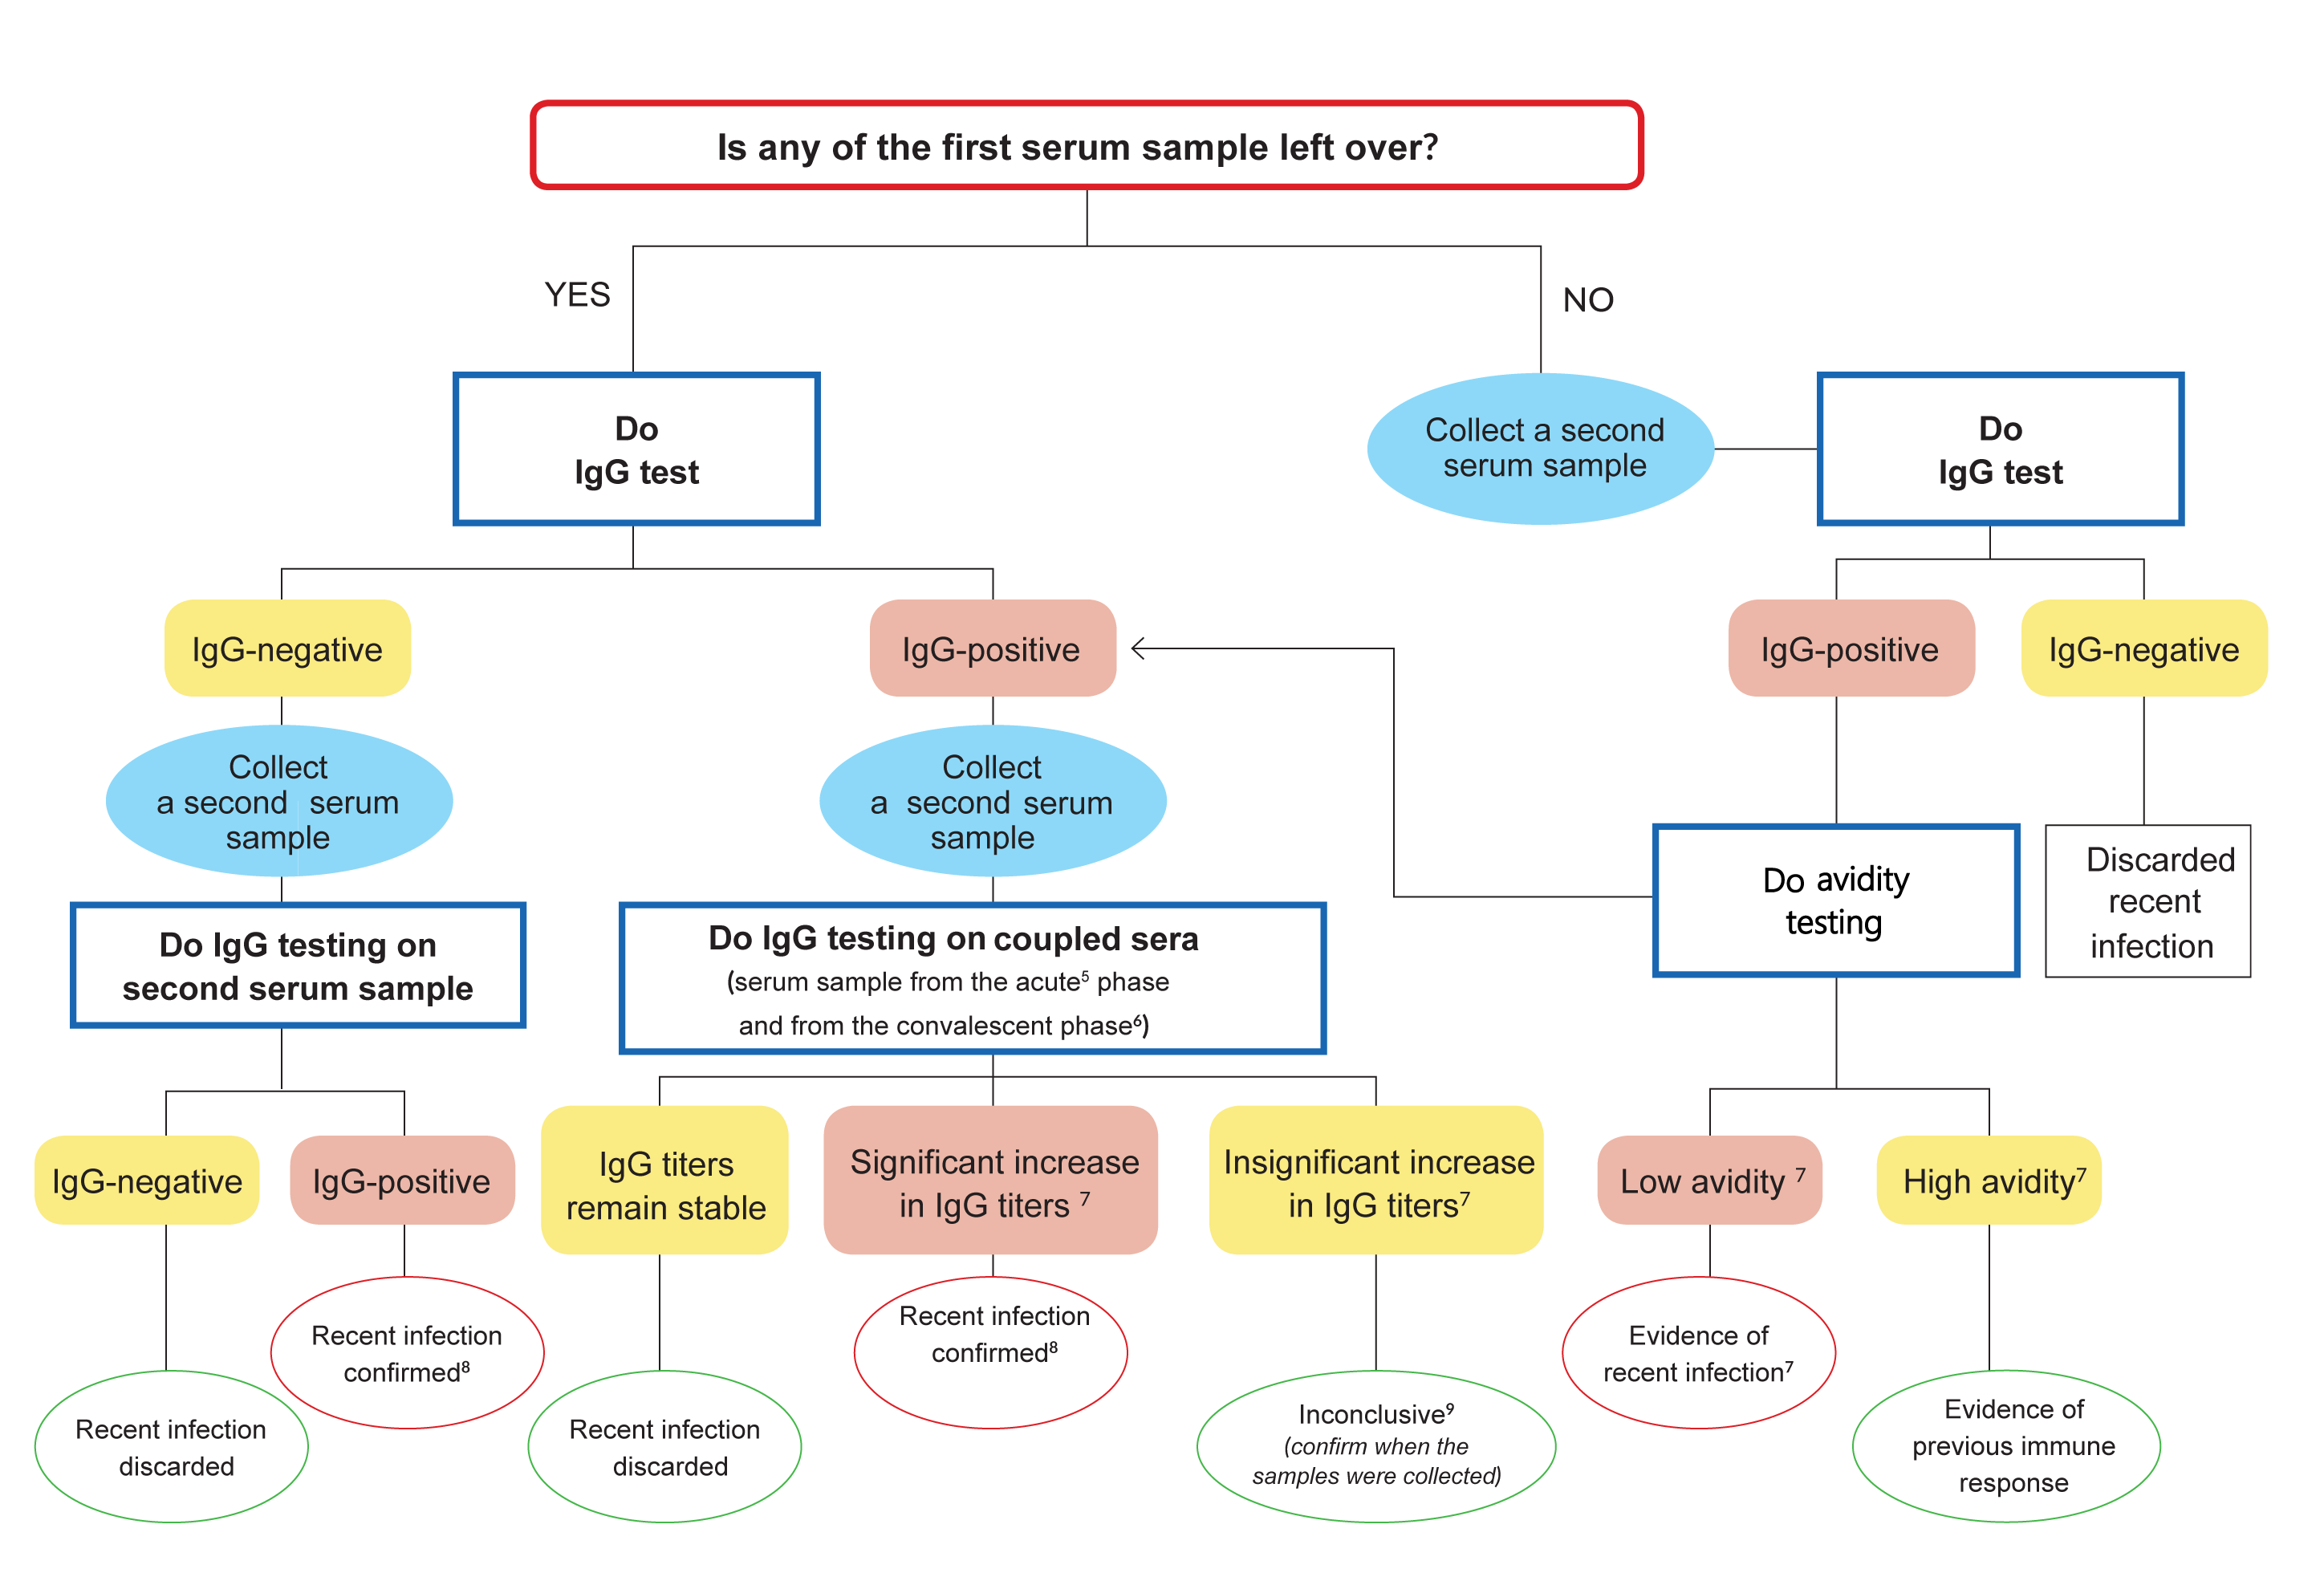 Is any of the first serum sample left over?
YES
NO
Do
IgG test
Collect a second
serum sample
Do
IgG test
IgG-negative
IgG-positive
IgG-positive
IgG-negative
Collect
a second serum
sample
Collect
a second serum
sample
Do avidity
testing
Discarded
recent
infection
Do IgG testing on
second serum sample
Do IgG testing on coupled sera
(serum sample from the acute⁵ phase
and from the convalescent phase⁶)
IgG-negative
IgG-positive
IgG titers
remain stable
Significant increase
in IgG titers ⁷
Insignificant increase
in IgG titers⁷
Low avidity ⁷
High avidity⁷
Recent infection
discarded
Recent infection
confirmed⁸
Recent infection
discarded
Recent infection
confirmed⁸
Inconclusive⁹
(confirm when the
samples were collected)
Evidence of
recent infection⁷
Evidence of
previous immune
response